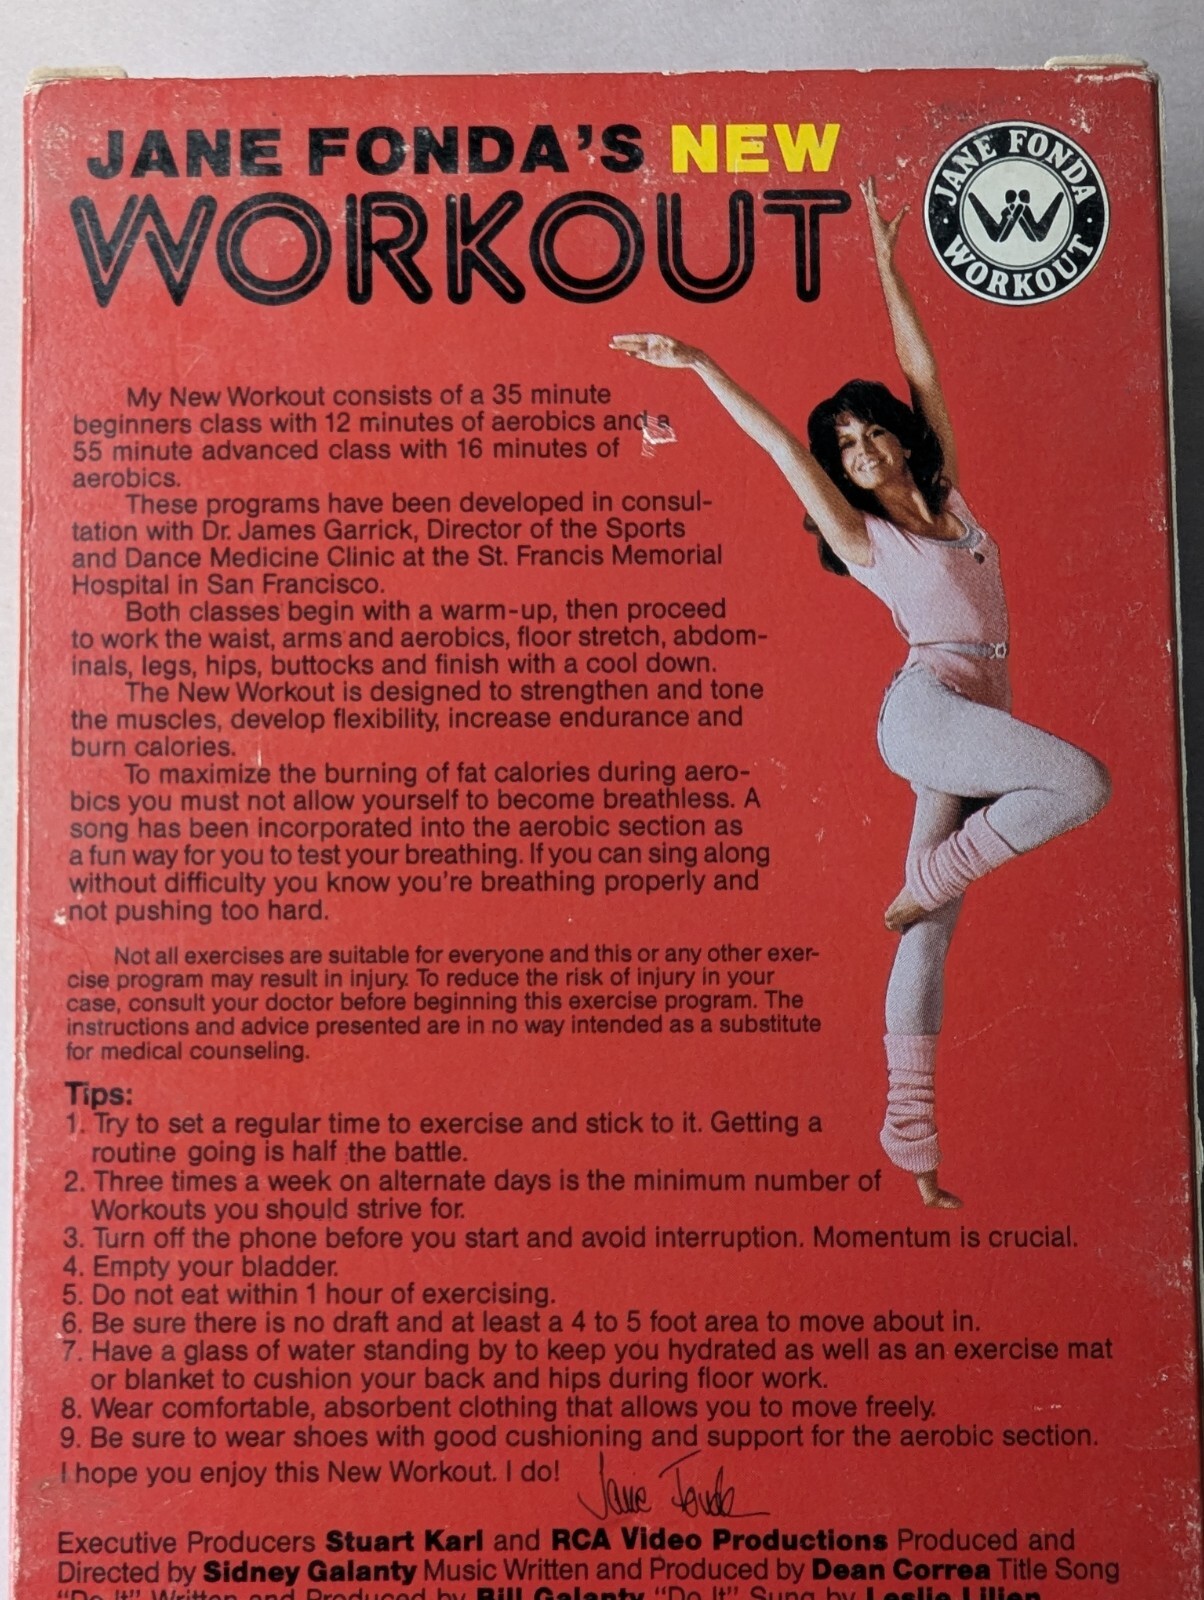 JANE FONDA'S NEW
WORKOUT
JANE FONDA
WORKOUT
My New Workout consists of a 35 minute
beginners class with 12 minutes of aerobics and a
55 minute advanced class with 16 minutes of
aerobics.
These programs have been developed in consul-
tation with Dr. James Garrick, Director of the Sports
and Dance Medicine Clinic at the St. Francis Memorial
Hospital in San Francisco.
Both classes begin with a warm-up, then proceed
to work the waist, arms and aerobics, floor stretch, abdom-
inals, legs, hips, buttocks and finish with a cool down.
The New Workout is designed to strengthen and tone
the muscles, develop flexibility, increase endurance and
burn calories.
To maximize the burning of fat calories during aero-
bics you must not allow yourself to become breathless. A
song has been incorporated into the aerobic section as
a fun way for you to test your breathing. If you can sing along
without difficulty you know you're breathing properly and
not pushing too hard.
Not all exercises are suitable for everyone and this or any other exer-
cise program may result in injury. To reduce the risk of injury in your
case, consult your doctor before beginning this exercise program. The
instructions and advice presented are in no way intended as a substitute
for medical counseling.
Tips:
1. Try to set a regular time to exercise and stick to it. Getting a
routine going is half the battle.
2. Three times a week on alternate days is the minimum number of
Workouts you should strive for.
3. Turn off the phone before you start and avoid interruption. Momentum is crucial.
4. Empty your bladder.
5. Do not eat within 1 hour of exercising.
6. Be sure there is no draft and at least a 4 to 5 foot area to move about in.
7. Have a glass of water standing by to keep you hydrated as well as an exercise mat
or blanket to cushion your back and hips during floor work.
8. Wear comfortable, absorbent clothing that allows you to move freely.
9. Be sure to wear shoes with good cushioning and support for the aerobic section.
I hope you enjoy this New Workout. I do! Jane Fonda
Executive Producers Stuart Karl and RCA Video Productions Produced and
Directed by Sidney Galanty Music Written and Produced by Dean Correa Title Song
"Do It" Written and Produced by Bill Galanty "Do It" Sung by Leslie Lilien